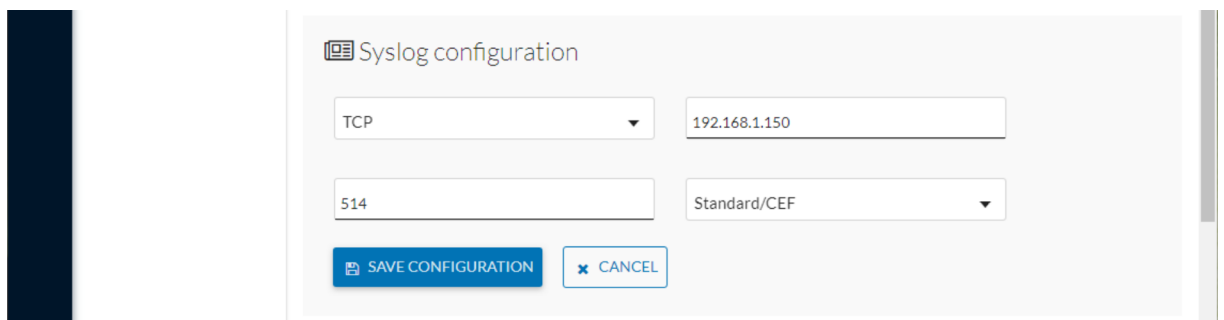 Syslog configuration
TCP
192.168.1.150
514
Standard/CEF
SAVE CONFIGURATION
CANCEL